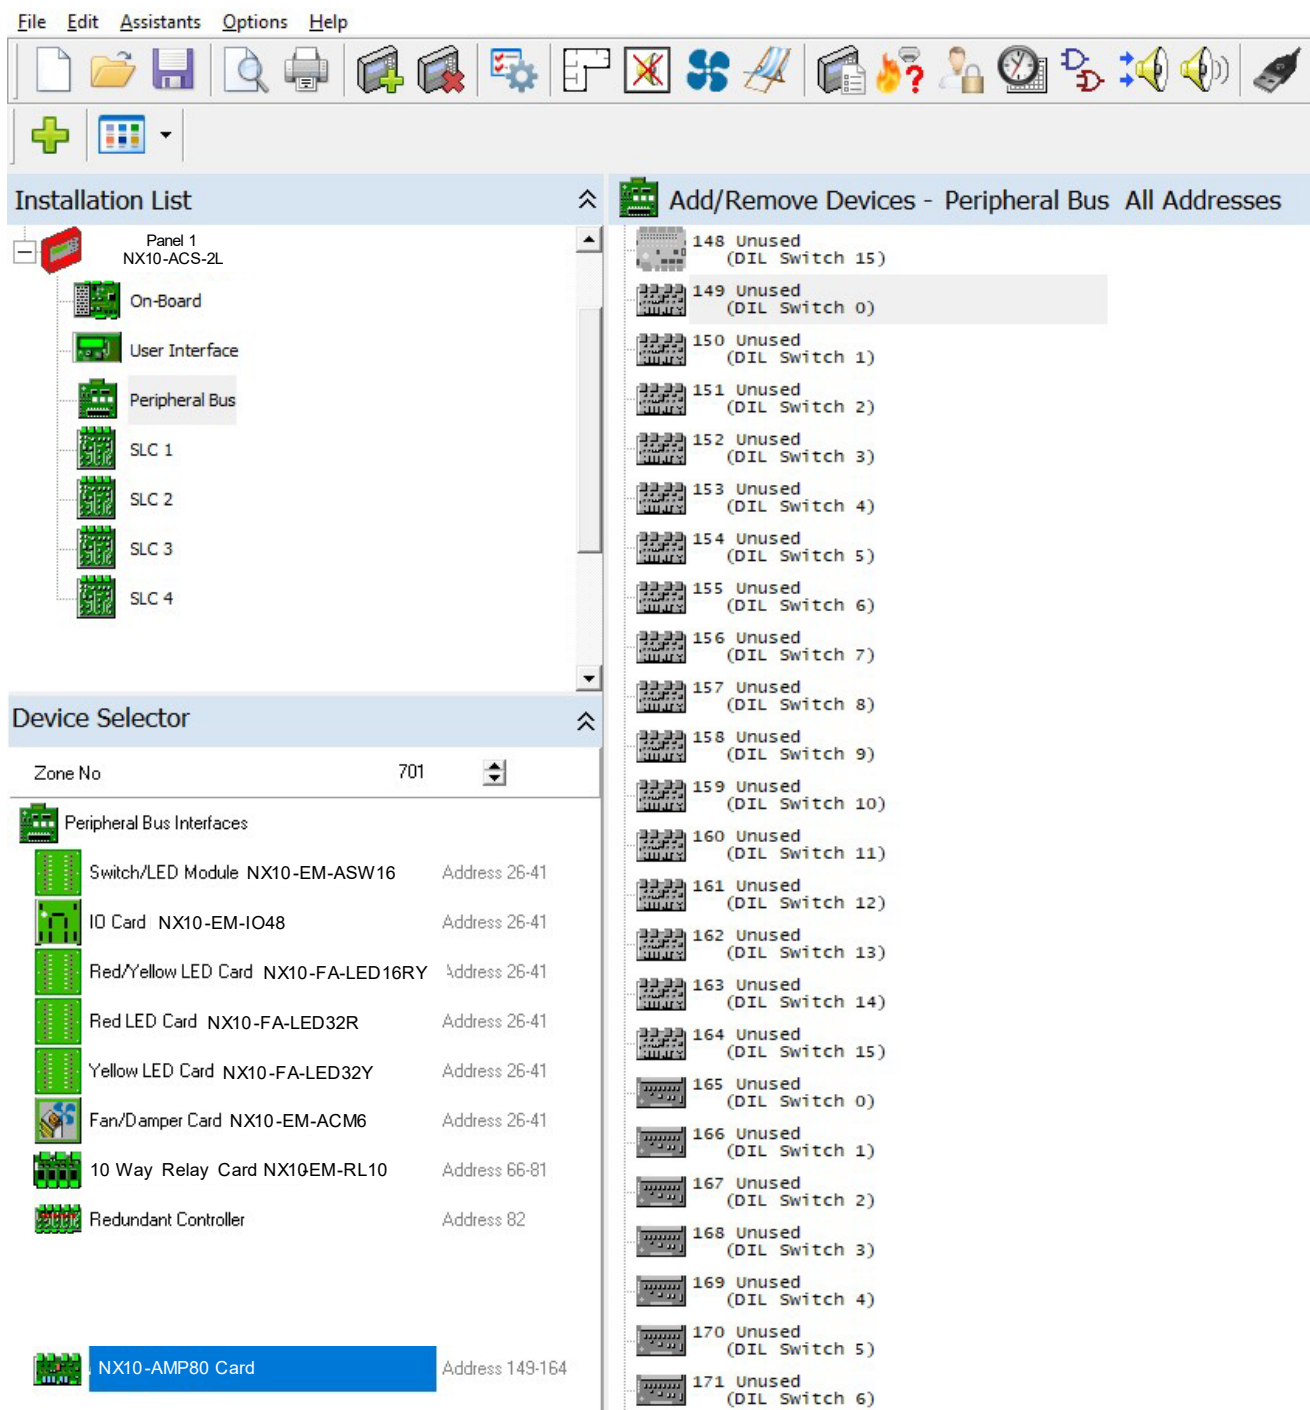 File Edit Assistants Options Help
Installation List
Panel 1
NX10-ACS-2L
On-Board
User Interface
Peripheral Bus
SLC 1
SLC 2
SLC 3
SLC 4
Device Selector
Zone No 701
Peripheral Bus Interfaces
Switch/LED Module NX10-EM-ASW16 Address 26-41
IO Card NX10-EM-IO48 Address 26-41
Red/Yellow LED Card NX10-FA-LED16RY Address 26-41
Red LED Card NX10-FA-LED32R Address 26-41
Yellow LED Card NX10-FA-LED32Y Address 26-41
Fan/Damper Card NX10-EM-ACM6 Address 26-41
10 Way Relay Card NX10-EM-RL10 Address 66-81
Redundant Controller Address 82
NX10-AMP80 Card Address 149-164
Add/Remove Devices - Peripheral Bus All Addresses
148 Unused
(DIL Switch 15)
149 Unused
(DIL Switch 0)
150 Unused
(DIL Switch 1)
151 Unused
(DIL Switch 2)
152 Unused
(DIL Switch 3)
153 Unused
(DIL Switch 4)
154 Unused
(DIL Switch 5)
155 Unused
(DIL Switch 6)
156 Unused
(DIL Switch 7)
157 Unused
(DIL Switch 8)
158 Unused
(DIL Switch 9)
159 Unused
(DIL Switch 10)
160 Unused
(DIL Switch 11)
161 Unused
(DIL Switch 12)
162 Unused
(DIL Switch 13)
163 Unused
(DIL Switch 14)
164 Unused
(DIL Switch 15)
165 Unused
(DIL Switch 0)
166 Unused
(DIL Switch 1)
167 Unused
(DIL Switch 2)
168 Unused
(DIL Switch 3)
169 Unused
(DIL Switch 4)
170 Unused
(DIL Switch 5)
171 Unused
(DIL Switch 6)